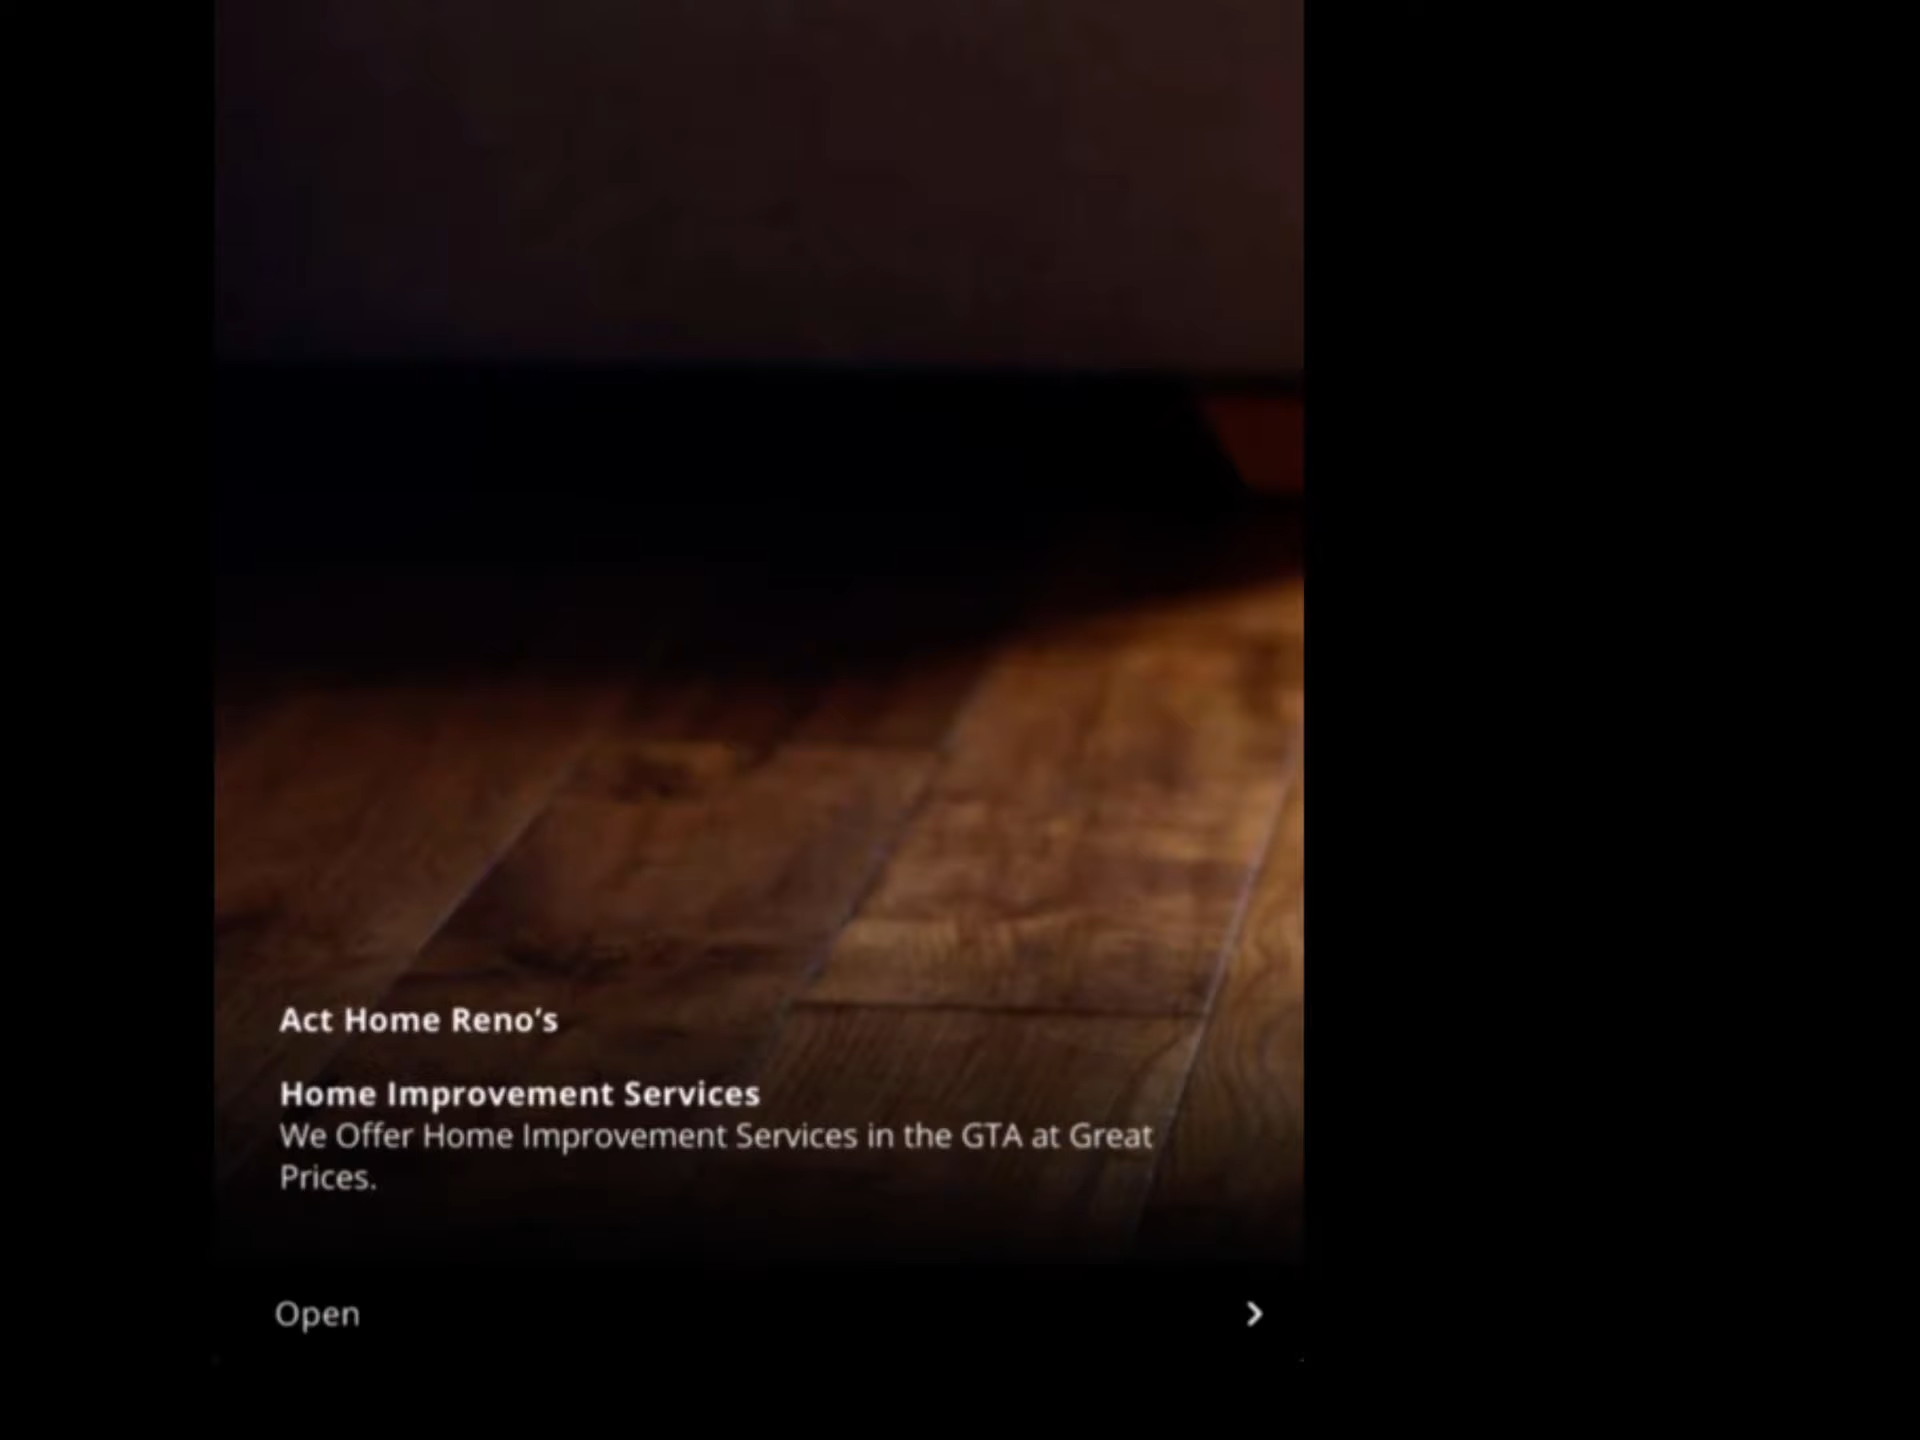 Act Home Reno’s
Home Improvement Services
We Offer Home Improvement Services in the GTA at Great
Prices.
Open